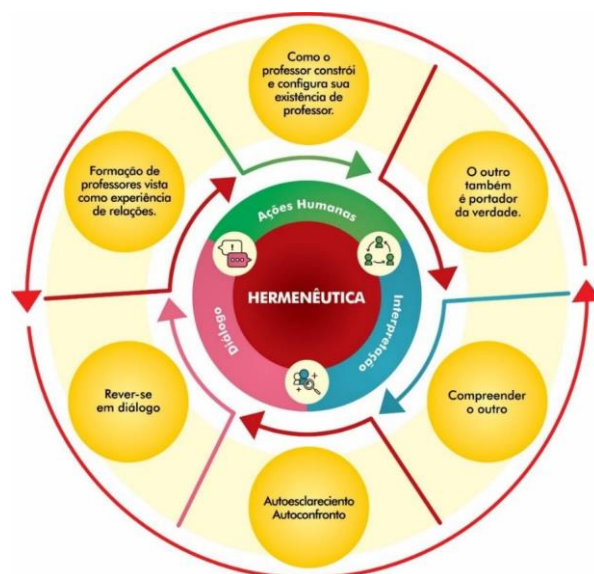 Como o
professor constrói
e configura sua
existência de
professor.
Formação de
professores vista
como experiência
de relações.
O outro
também
é portador
da verdade.
Ações Humanas
HERMENÊUTICA
Diálogo
Interpretação
Rever-se
em diálogo
Compreender
o outro
Autoesclareciento
Autoconfronto